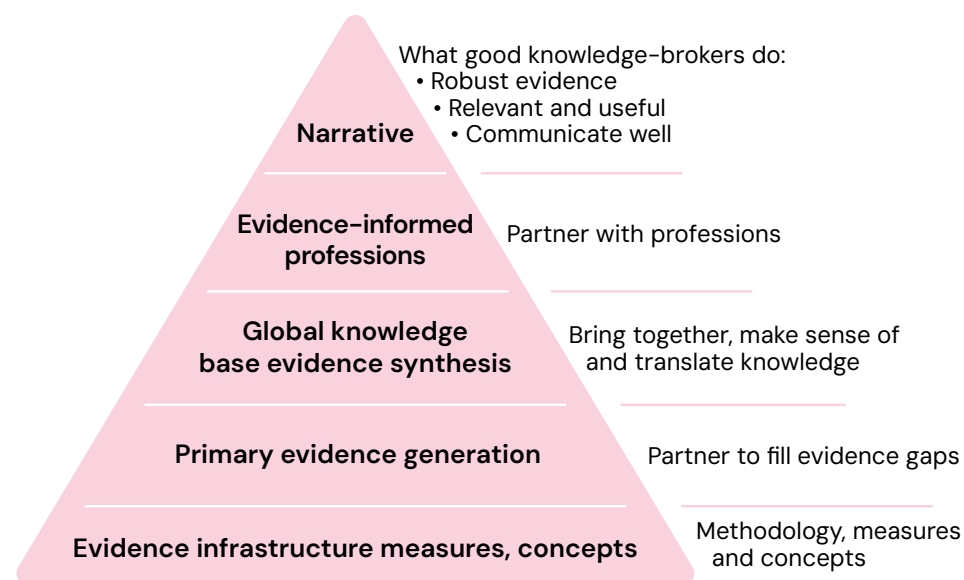 What good knowledge-brokers do:
• Robust evidence
• Relevant and useful
• Communicate well
Narrative
Evidence-informed
professions
Partner with professions
Global knowledge
base evidence synthesis
Bring together, make sense of
and translate knowledge
Primary evidence generation
Partner to fill evidence gaps
Evidence infrastructure measures, concepts
Methodology, measures
and concepts